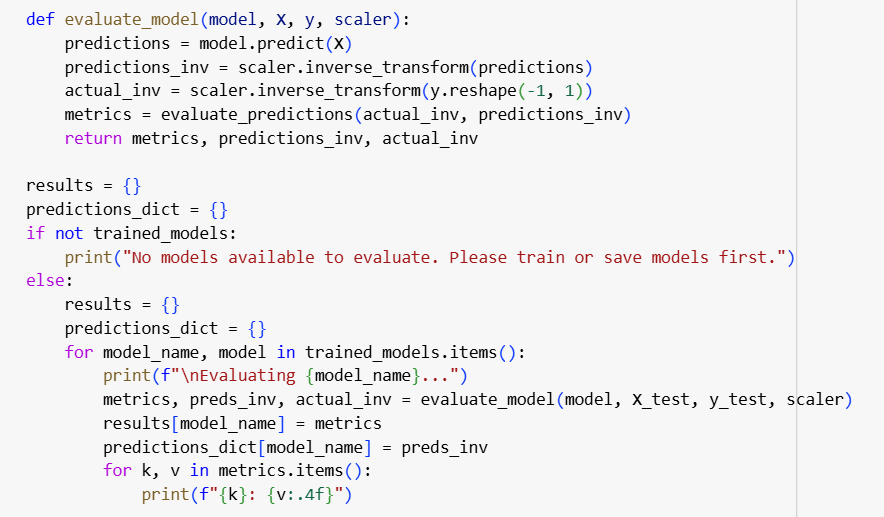 def evaluate_model(model, X, y, scaler):
    predictions = model.predict(X)
    predictions_inv = scaler.inverse_transform(predictions)
    actual_inv = scaler.inverse_transform(y.reshape(-1, 1))
    metrics = evaluate_predictions(actual_inv, predictions_inv)
    return metrics, predictions_inv, actual_inv

results = {}
predictions_dict = {}
if not trained_models:
    print("No models available to evaluate. Please train or save models first.")
else:
    results = {}
    predictions_dict = {}
    for model_name, model in trained_models.items():
        print(f"\nEvaluating {model_name}...")
        metrics, preds_inv, actual_inv = evaluate_model(model, X_test, y_test, scaler)
        results[model_name] = metrics
        predictions_dict[model_name] = preds_inv
        for k, v in metrics.items():
            print(f"{k}: {v:.4f}")